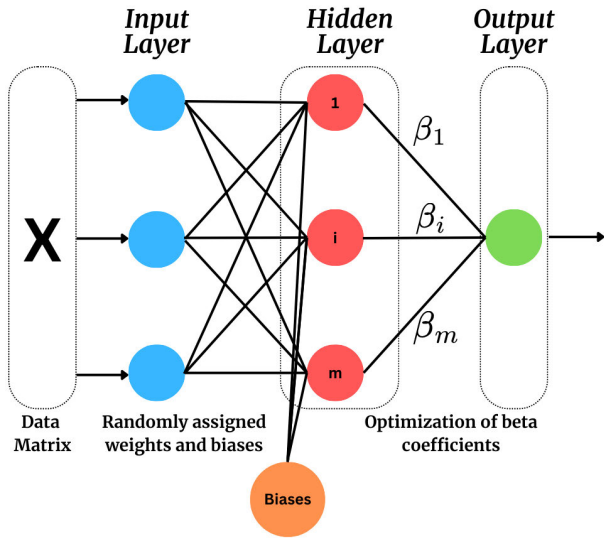 Input
Layer
Hidden
Layer
Output
Layer
X
1
i
m
β₁
βᵢ
βₘ
Data
Matrix
Randomly assigned
weights and biases
Optimization of beta
coefficients
Biases